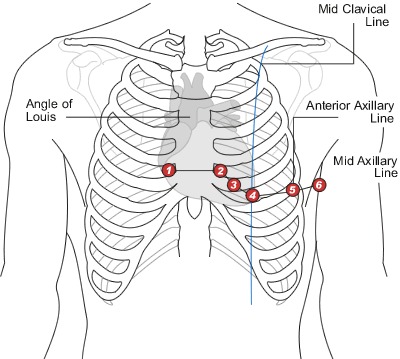 Mid Clavical
Line
Angle of
Louis
Anterior Axillary
Line
Mid Axillary
Line
1
2
3
4
5
6